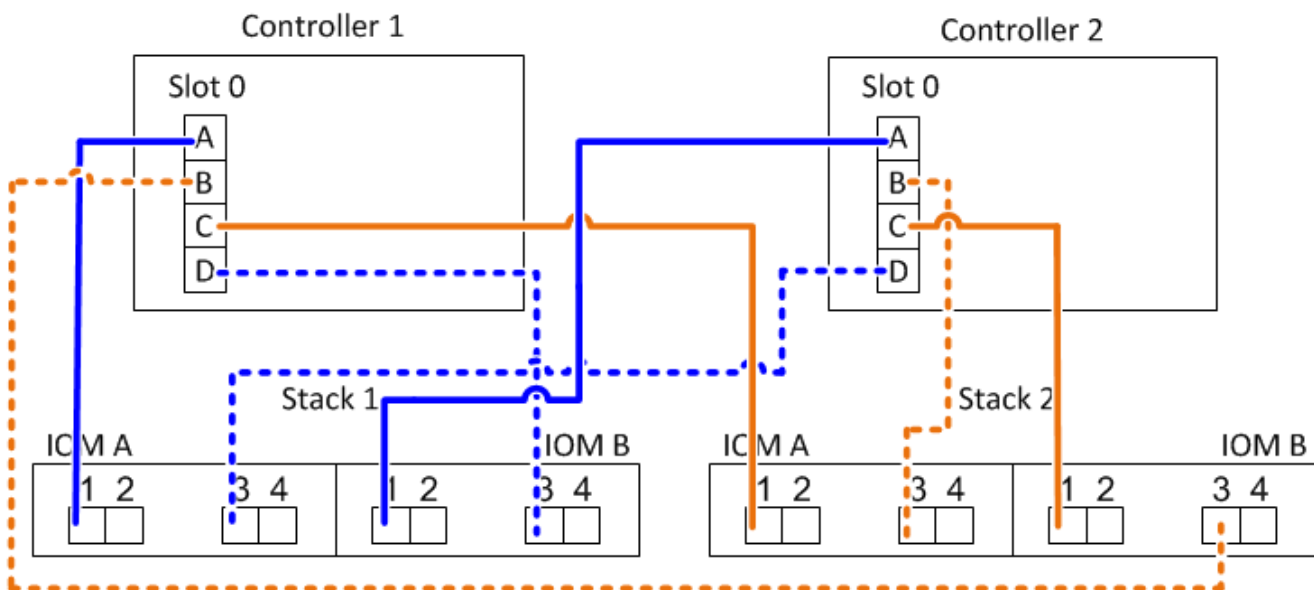 Controller 1
Controller 2
Slot 0
Slot 0
A
A
B
B
C
C
D
D
Stack 1
Stack 2
IOM A
IOM B
IOM A
IOM B
1 2
3 4
1 2
3 4
1 2
3 4
1 2
3 4